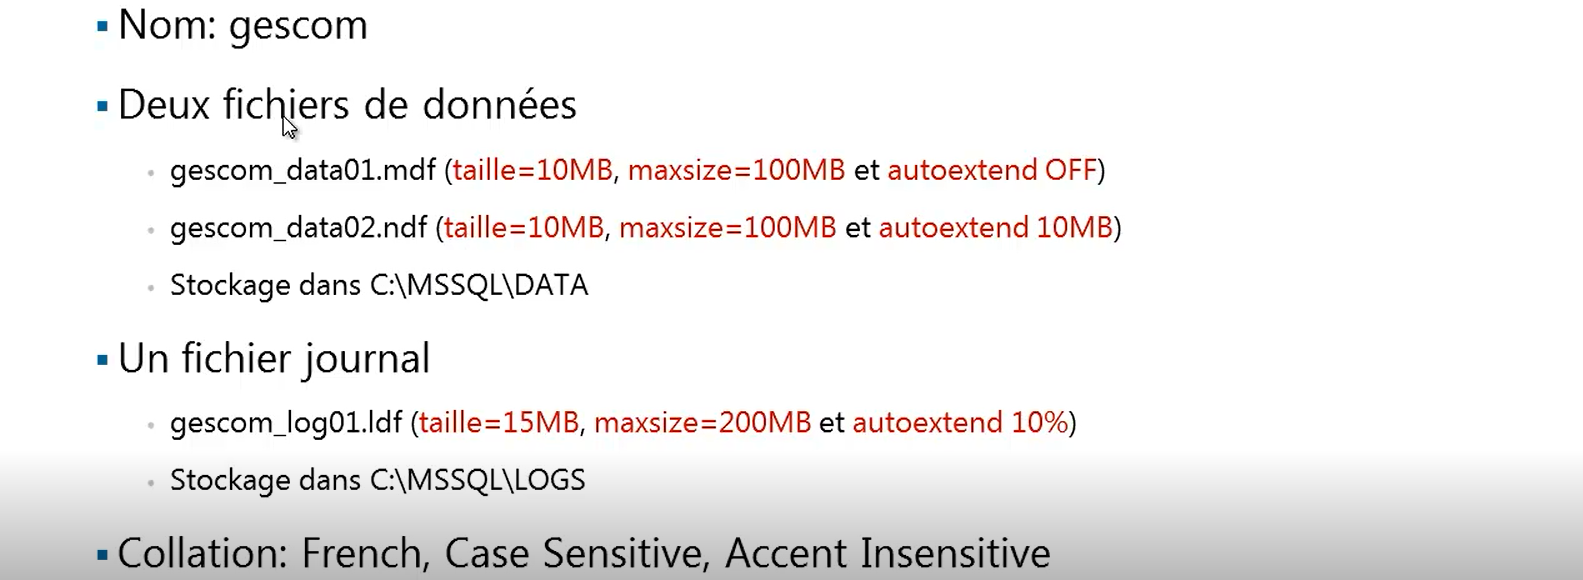 Nom: gescom
Deux fichiers de données
gescom_data01.mdf (taille=10MB, maxsize=100MB et autoextend OFF)
gescom_data02.ndf (taille=10MB, maxsize=100MB et autoextend 10MB)
Stockage dans C:\MSSQL\DATA
Un fichier journal
gescom_log01.ldf (taille=15MB, maxsize=200MB et autoextend 10%)
Stockage dans C:\MSSQL\LOGS
Collation: French, Case Sensitive, Accent Insensitive